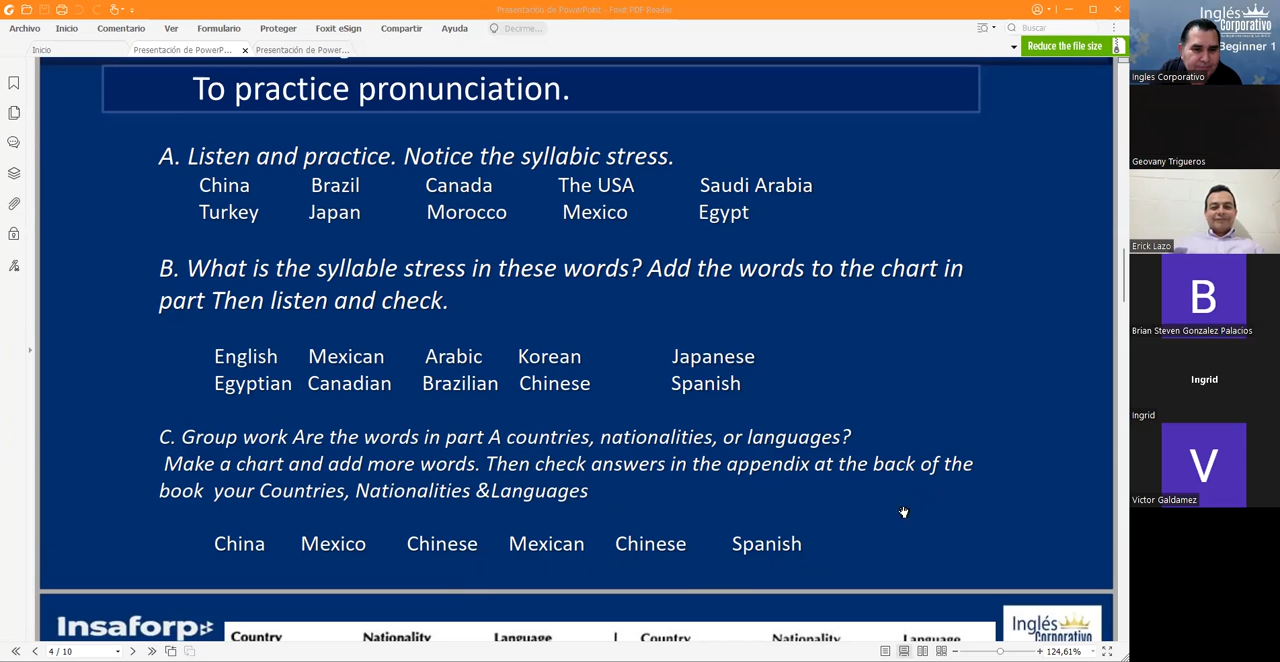 Presentación de PowerPoint - Foxit PDF Reader
Archivo Inicio Comentario Ver Formulario Proteger Foxit eSign Compartir Ayuda Decirme... Buscar
Inicio Presentación de PowerP... × Presentación de Power... Reduce the file size
To practice pronunciation.
A. Listen and practice. Notice the syllabic stress.
China Brazil Canada The USA Saudi Arabia
Turkey Japan Morocco Mexico Egypt
B. What is the syllable stress in these words? Add the words to the chart in
part Then listen and check.
English Mexican Arabic Korean Japanese
Egyptian Canadian Brazilian Chinese Spanish
C. Group work Are the words in part A countries, nationalities, or languages?
Make a chart and add more words. Then check answers in the appendix at the back of the
book your Countries, Nationalities &Languages
China Mexico Chinese Mexican Chinese Spanish
Insaforp
Country Nationality Language Country Nationality Language
Inglés
Corporativo
4 / 10 124,61%
Inglés
Corporativo
Beginner 1
Ingles Corporativo
Geovany Trigueros
Erick Lazo
B
Brian Steven Gonzalez Palacios
Ingrid
Ingrid
V
Victor Galdamez